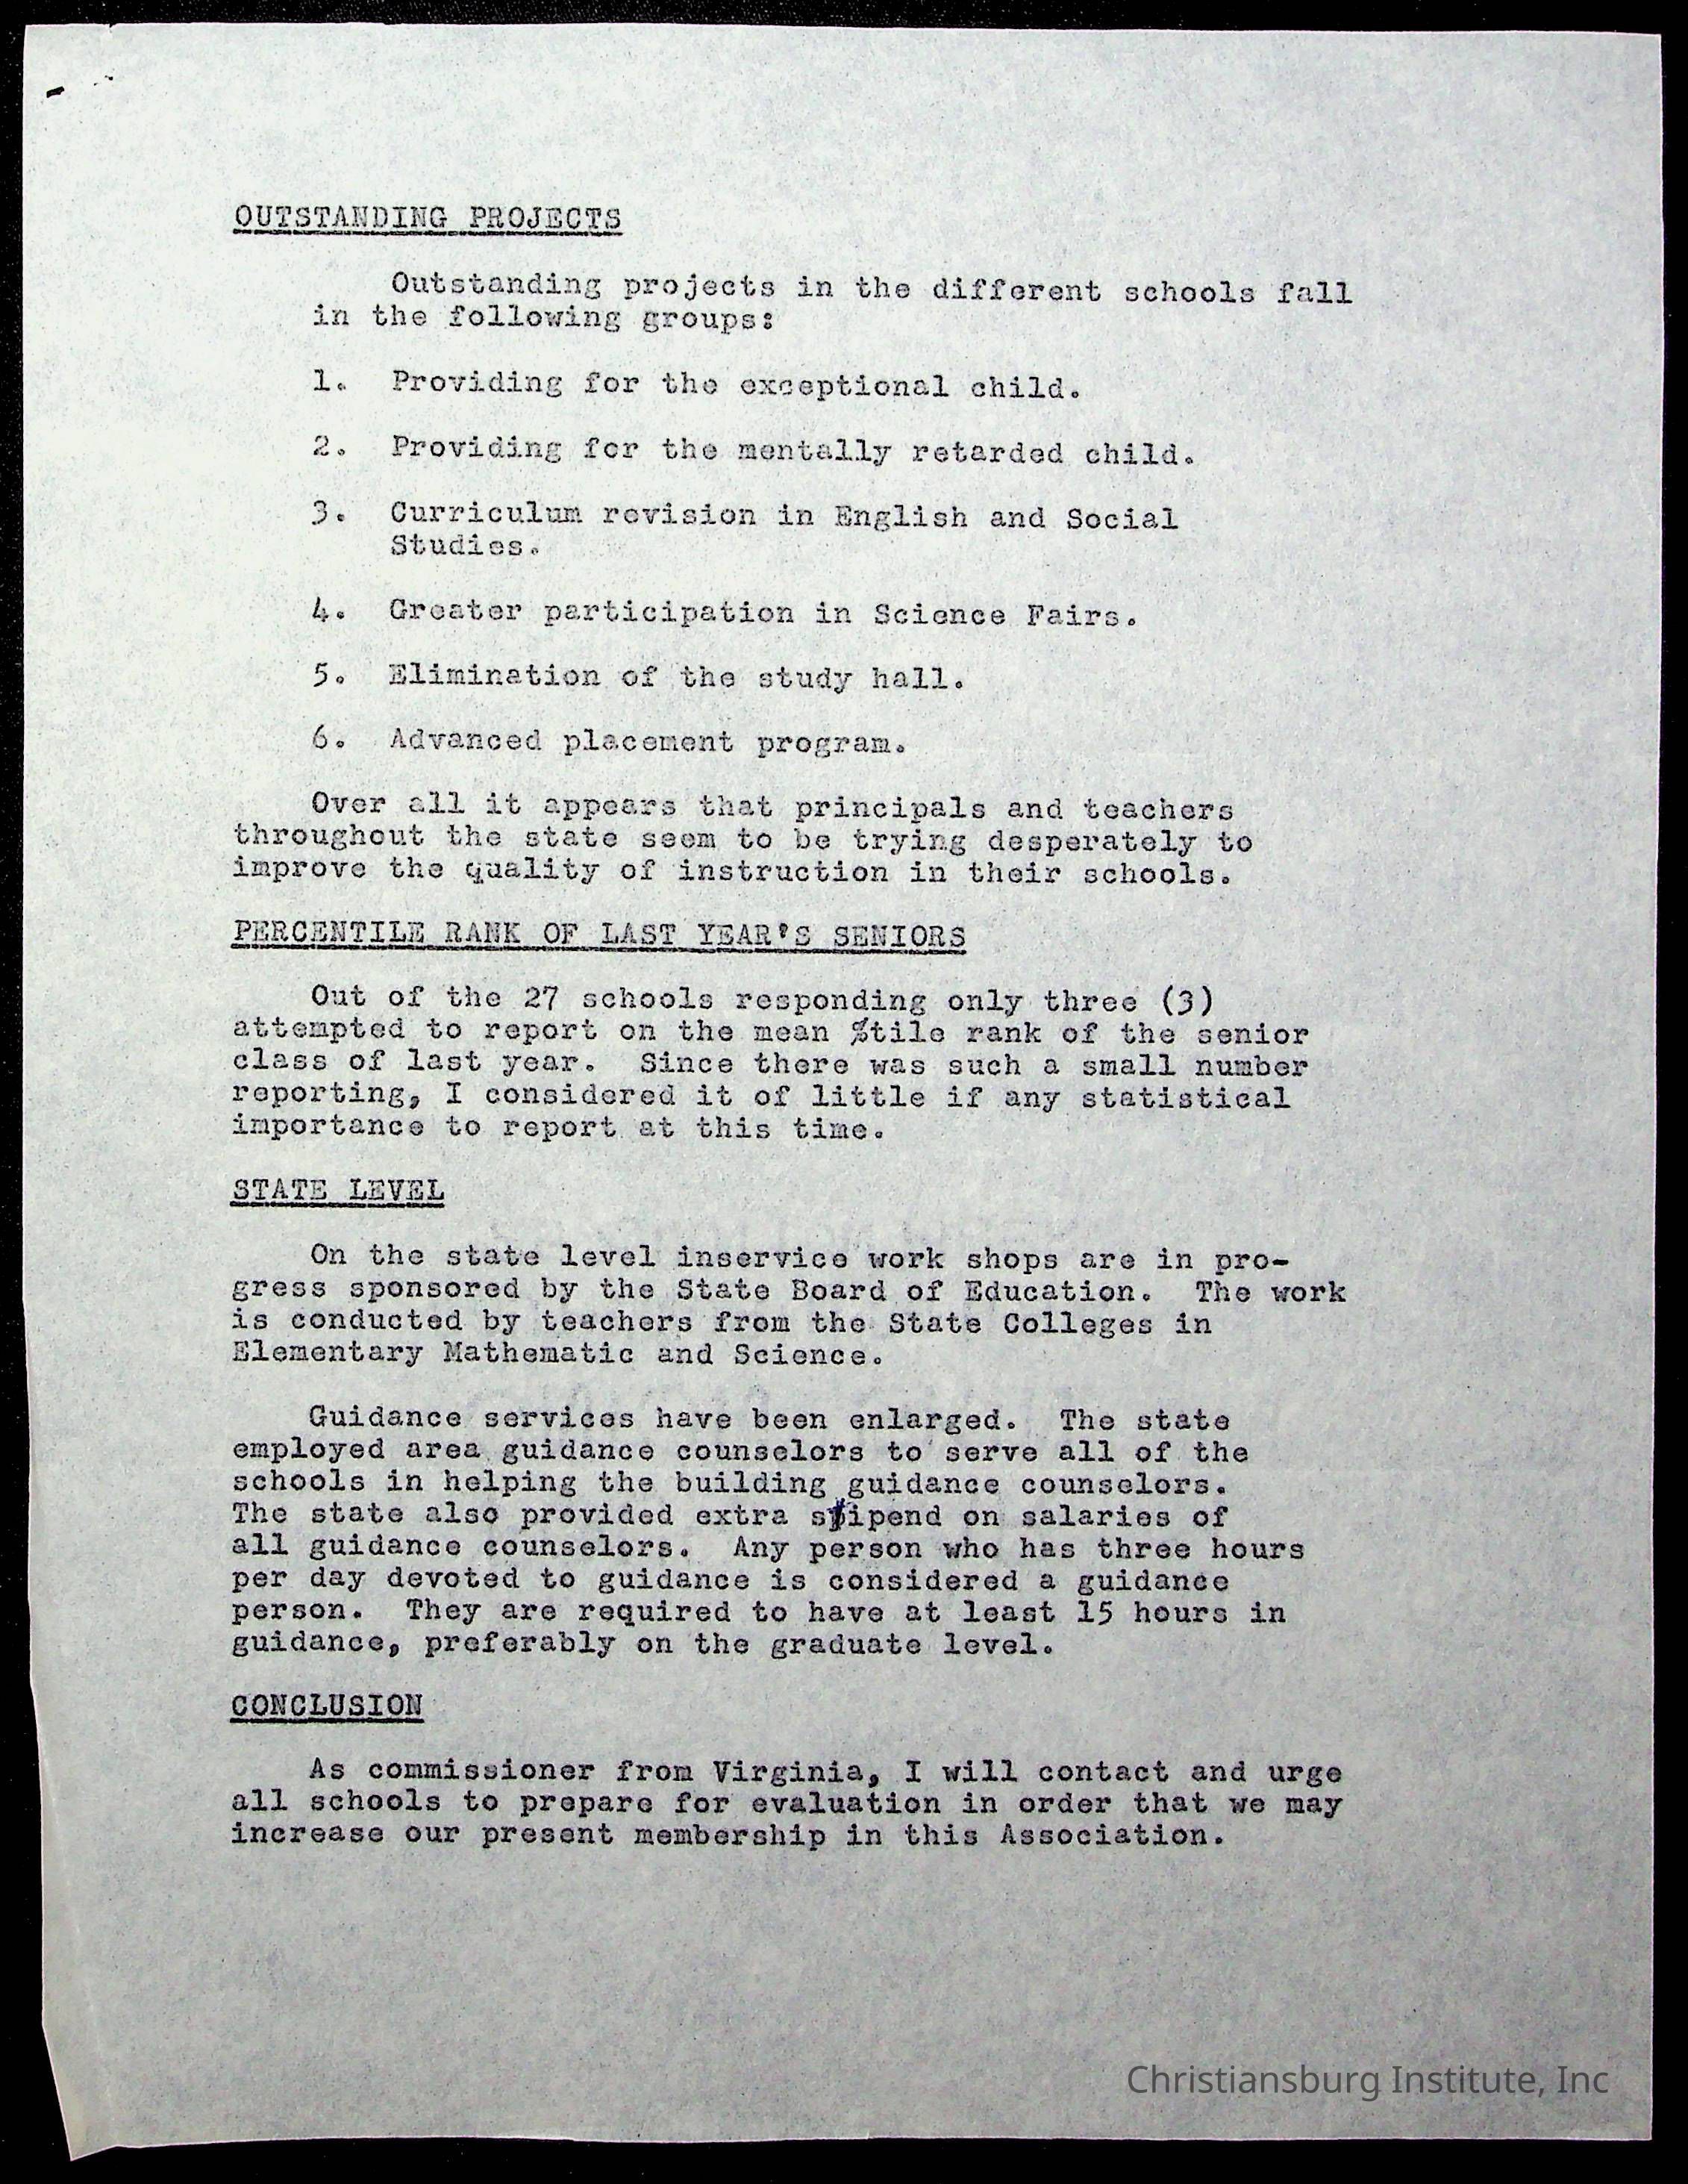 OUTSTANDING PROJECTS
Outstanding projects in the different schools fall
in the following groups:
1. Providing for the exceptional child.
2. Providing for the mentally retarded child.
3. Curriculum revision in English and Social
Studies.
4. Greater participation in Science Fairs.
5. Elimination of the study hall.
6. Advanced placement program.
Over all it appears that principals and teachers
throughout the state seem to be trying desperately to
improve the quality of instruction in their schools.
PERCENTILE RANK OF LAST YEAR'S SENIORS
Out of the 27 schools responding only three (3)
attempted to report on the mean %tile rank of the senior
class of last year. Since there was such a small number
reporting, I considered it of little if any statistical
importance to report at this time.
STATE LEVEL
On the state level inservice work shops are in pro-
gress sponsored by the State Board of Education. The work
is conducted by teachers from the State Colleges in
Elementary Mathematic and Science.
Guidance services have been enlarged. The state
employed area guidance counselors to serve all of the
schools in helping the building guidance counselors.
The state also provided extra stipend on salaries of
all guidance counselors. Any person who has three hours
per day devoted to guidance is considered a guidance
person. They are required to have at least 15 hours in
guidance, preferably on the graduate level.
CONCLUSION
As commissioner from Virginia, I will contact and urge
all schools to prepare for evaluation in order that we may
increase our present membership in this Association.
Christiansburg Institute, Inc